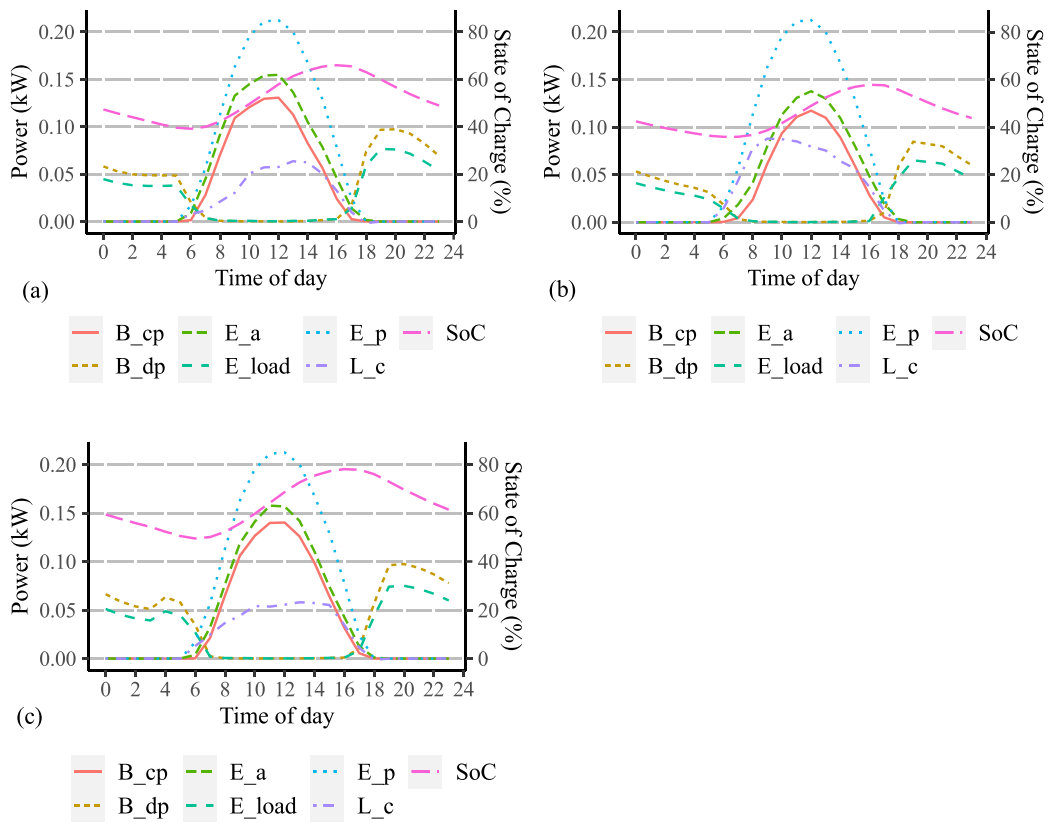 0.20
0.15
0.10
0.05
0.00
Power (kW)
80
60
40
20
0
State of Charge (%)
0 2 4 6 8 10 12 14 16 18 20 22 24
Time of day
(a)
B_cp E_a E_p SoC
B_dp E_load L_c
0.20
0.15
0.10
0.05
0.00
Power (kW)
80
60
40
20
0
State of Charge (%)
0 2 4 6 8 10 12 14 16 18 20 22 24
Time of day
(b)
B_cp E_a E_p SoC
B_dp E_load L_c
0.20
0.15
0.10
0.05
0.00
Power (kW)
80
60
40
20
0
State of Charge (%)
0 2 4 6 8 10 12 14 16 18 20 22 24
Time of day
(c)
B_cp E_a E_p SoC
B_dp E_load L_c